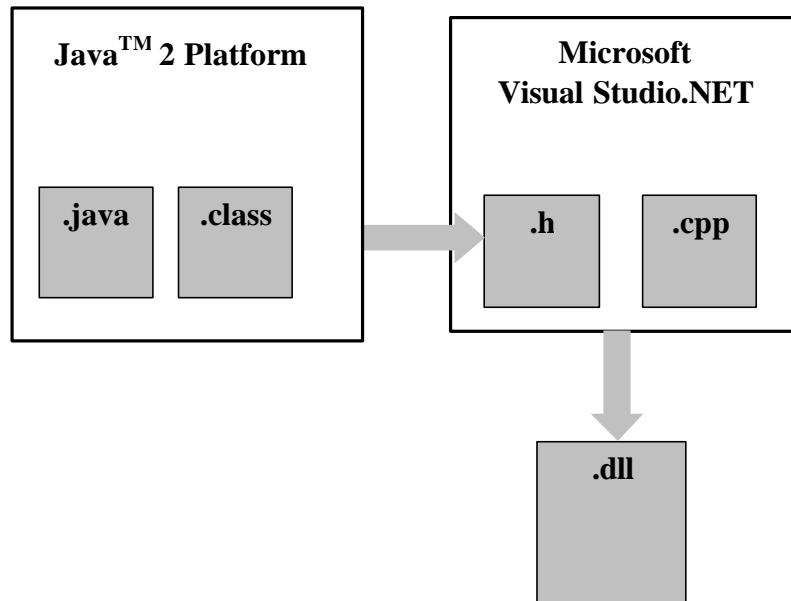 Java™ 2 Platform
.java
.class
Microsoft
Visual Studio.NET
.h
.cpp
.dll